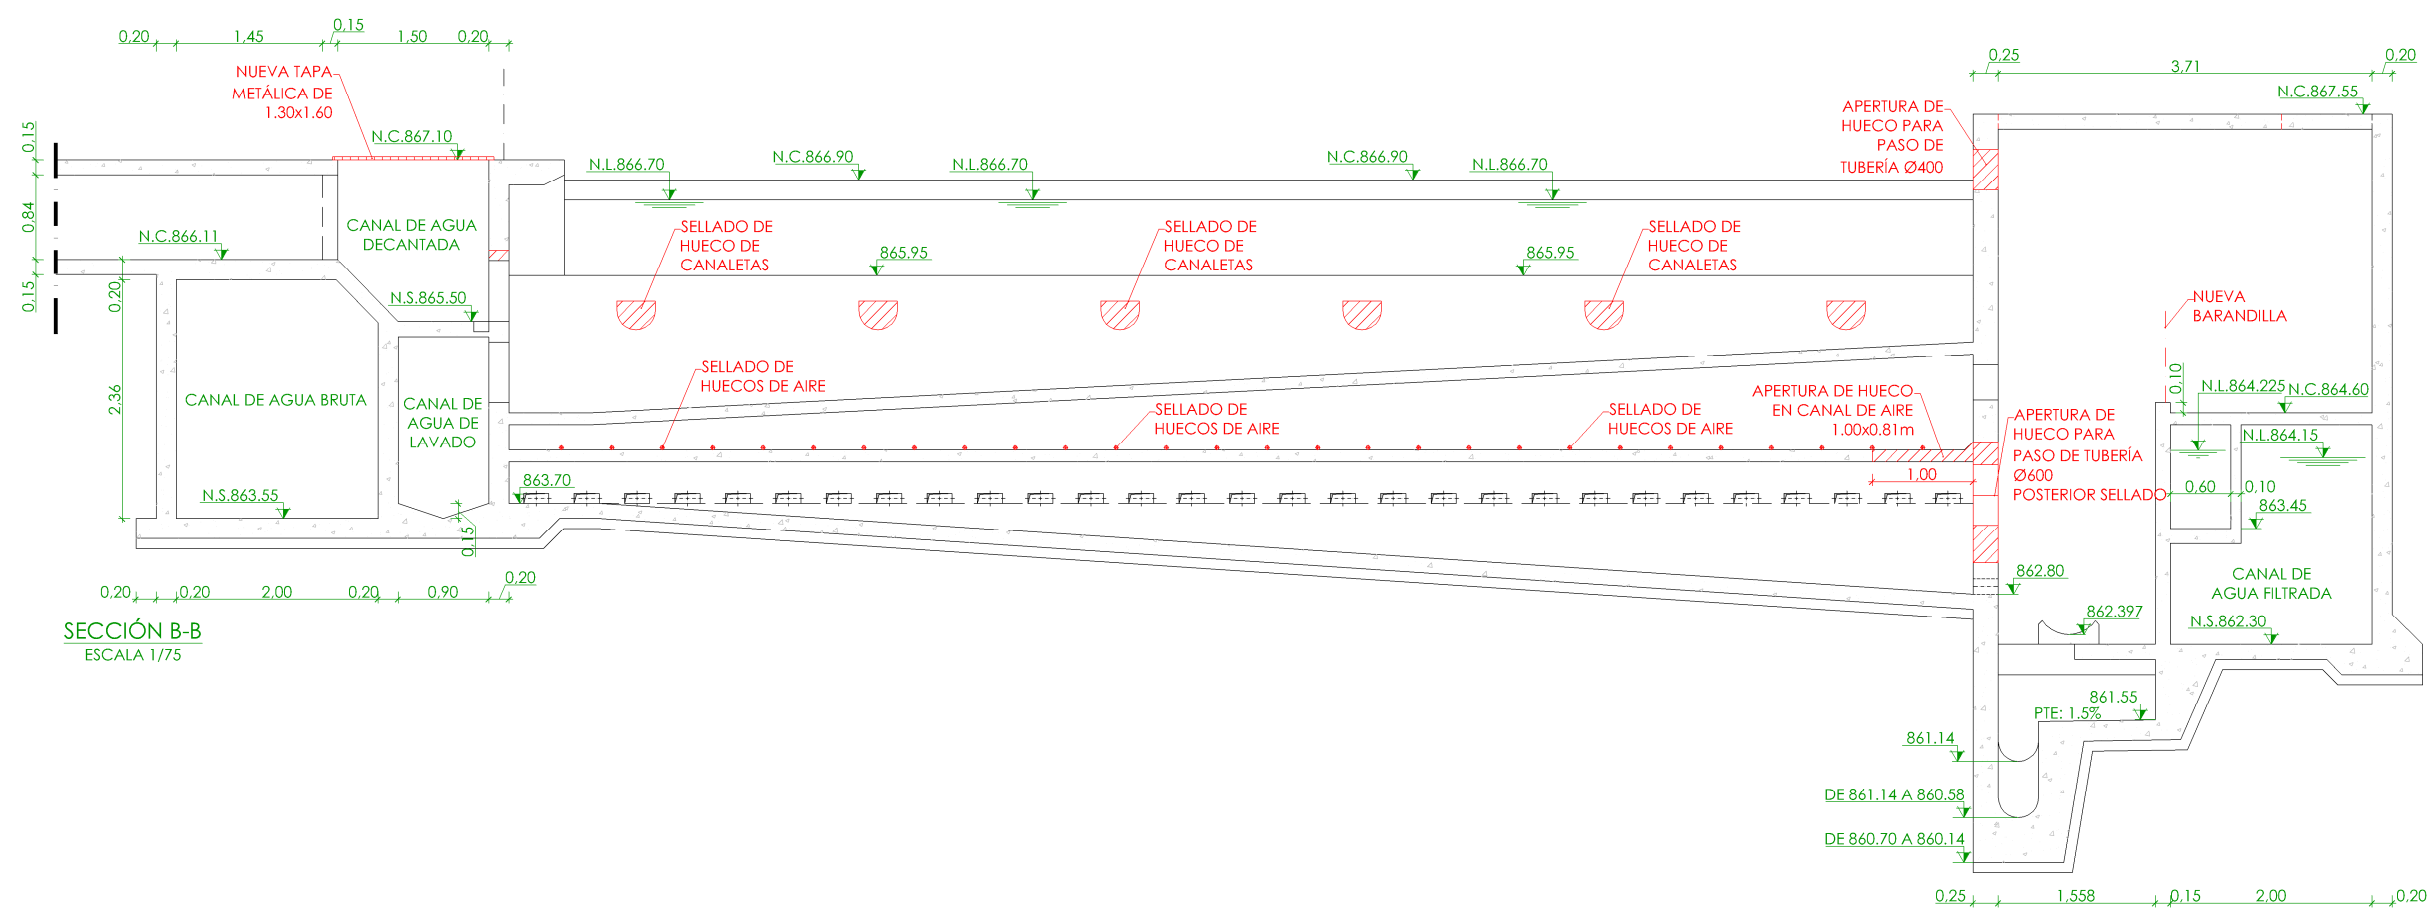 0,20
1,45
0,15
1,50
0,20
NUEVA TAPA
METÁLICA DE
1.30x1.60
N.C.867.10
0,15
0,84
0,15
N.C.866.11
CANAL DE AGUA
DECANTADA
N.S.865.50
0,20
2,36
CANAL DE AGUA BRUTA
CANAL DE
AGUA DE
LAVADO
N.S.863.55
0,15
0,20
0,20
2,00
0,20
0,90
0,20
SECCIÓN B-B
ESCALA 1/75
N.L.866.70
N.C.866.90
N.L.866.70
N.C.866.90
N.L.866.70
SELLADO DE
HUECO DE
CANALETAS
865.95
SELLADO DE
HUECO DE
CANALETAS
865.95
SELLADO DE
HUECO DE
CANALETAS
SELLADO DE
HUECOS DE AIRE
SELLADO DE
HUECOS DE AIRE
SELLADO DE
HUECOS DE AIRE
863.70
APERTURA DE HUECO
EN CANAL DE AIRE
1.00x0.81m
1,00
0,25
3,71
0,20
N.C.867.55
APERTURA DE
HUECO PARA
PASO DE
TUBERÍA Ø400
NUEVA
BARANDILLA
0,10
N.L.864.225
N.C.864.60
APERTURA DE
HUECO PARA
PASO DE TUBERÍA
Ø600
POSTERIOR SELLADO
N.L.864.15
0,60
0,10
863.45
862.80
CANAL DE
AGUA FILTRADA
862.397
N.S.862.30
861.55
PTE: 1.5%
861.14
DE 861.14 A 860.58
DE 860.70 A 860.14
0,25
1,558
0,15
2,00
0,20